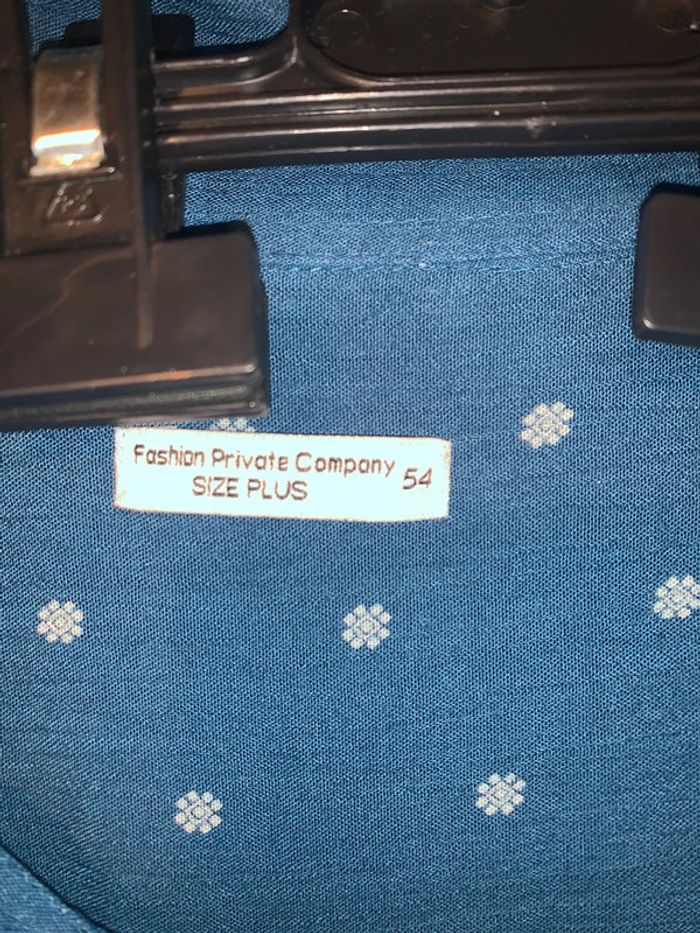 Fashion Private Company 54
SIZE PLUS